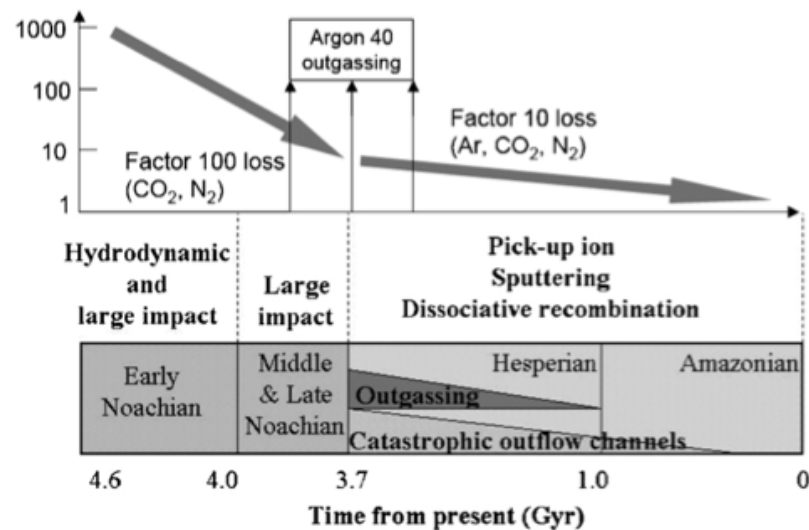 1000
100
10
1
Argon 40
outgassing
Factor 100 loss
(CO₂, N₂)
Factor 10 loss
(Ar, CO₂, N₂)
Hydrodynamic
and
large impact
Large
impact
Pick-up ion
Sputtering
Dissociative recombination
Early
Noachian
Middle
& Late
Noachian
Hesperian
Amazonian
Outgassing
Catastrophic outflow channels
4.6 4.0 3.7 1.0 0
Time from present (Gyr)